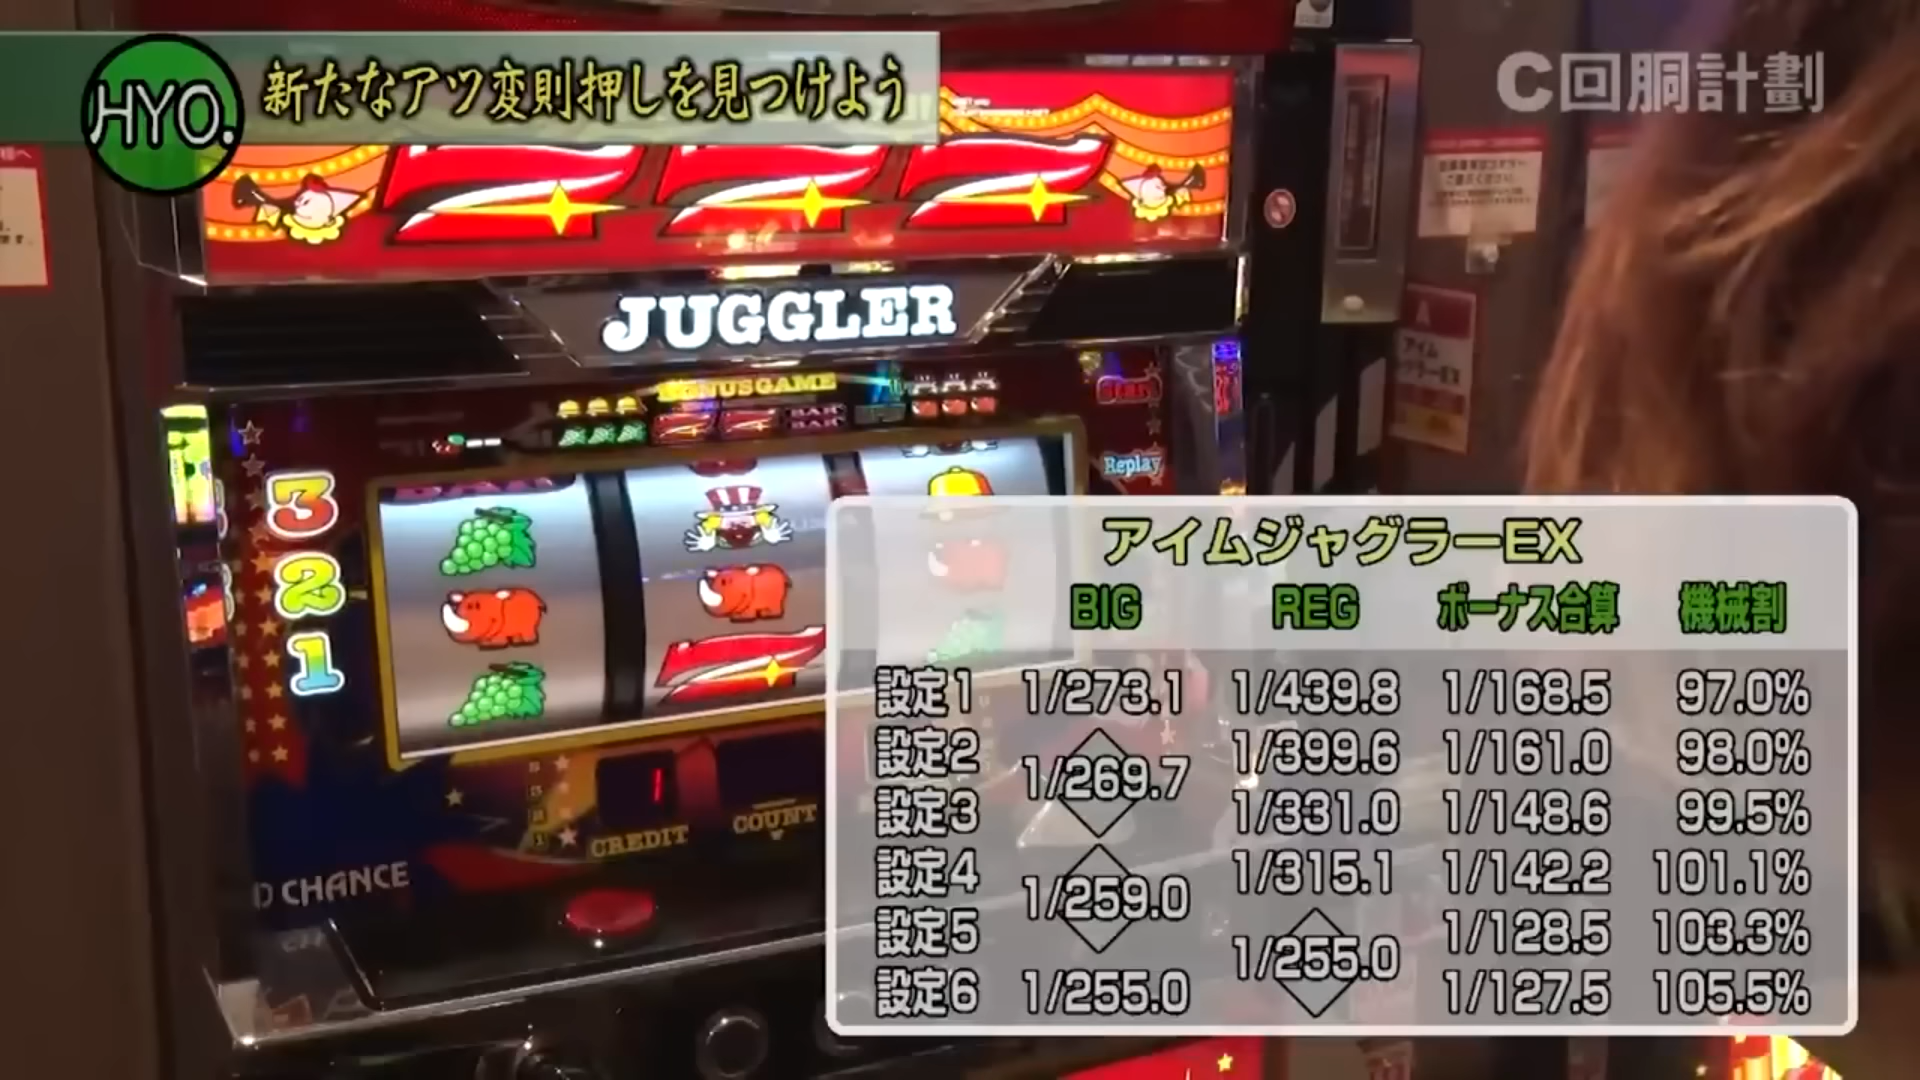 HYO.
新たなアツ変則押しを見つけよう
C回胴計劃
JUGGLER
BONUSGAME
Start
Replay
3
2
1
CREDIT
COUNT
D CHANCE
アイムジャグラーEX
BIG REG ボーナス合算 機械割
設定1 1/273.1 1/439.8 1/168.5 97.0%
設定2 1/269.7 1/399.6 1/161.0 98.0%
設定3 1/331.0 1/148.6 99.5%
設定4 1/259.0 1/315.1 1/142.2 101.1%
設定5 1/255.0 1/128.5 103.3%
設定6 1/255.0 1/127.5 105.5%